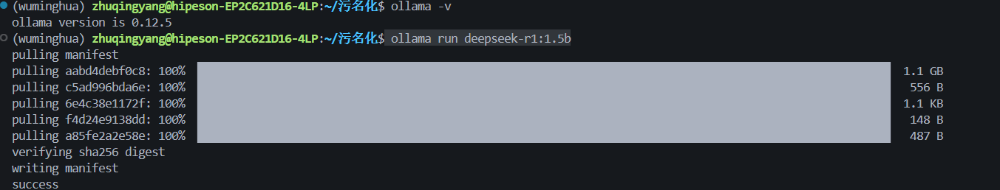 (wuminghua) zhuqingyang@hipeson-EP2C621D16-4LP:~/污名化$ ollama -v
ollama version is 0.12.5
(wuminghua) zhuqingyang@hipeson-EP2C621D16-4LP:~/污名化$ ollama run deepseek-r1:1.5b
pulling manifest
pulling aabd4debf0c8: 100% 1.1 GB
pulling c5ad996bda6e: 100% 556 B
pulling 6e4c38e1172f: 100% 1.1 KB
pulling f4d24e9138dd: 100% 148 B
pulling a85fe2a2e58e: 100% 487 B
verifying sha256 digest
writing manifest
success